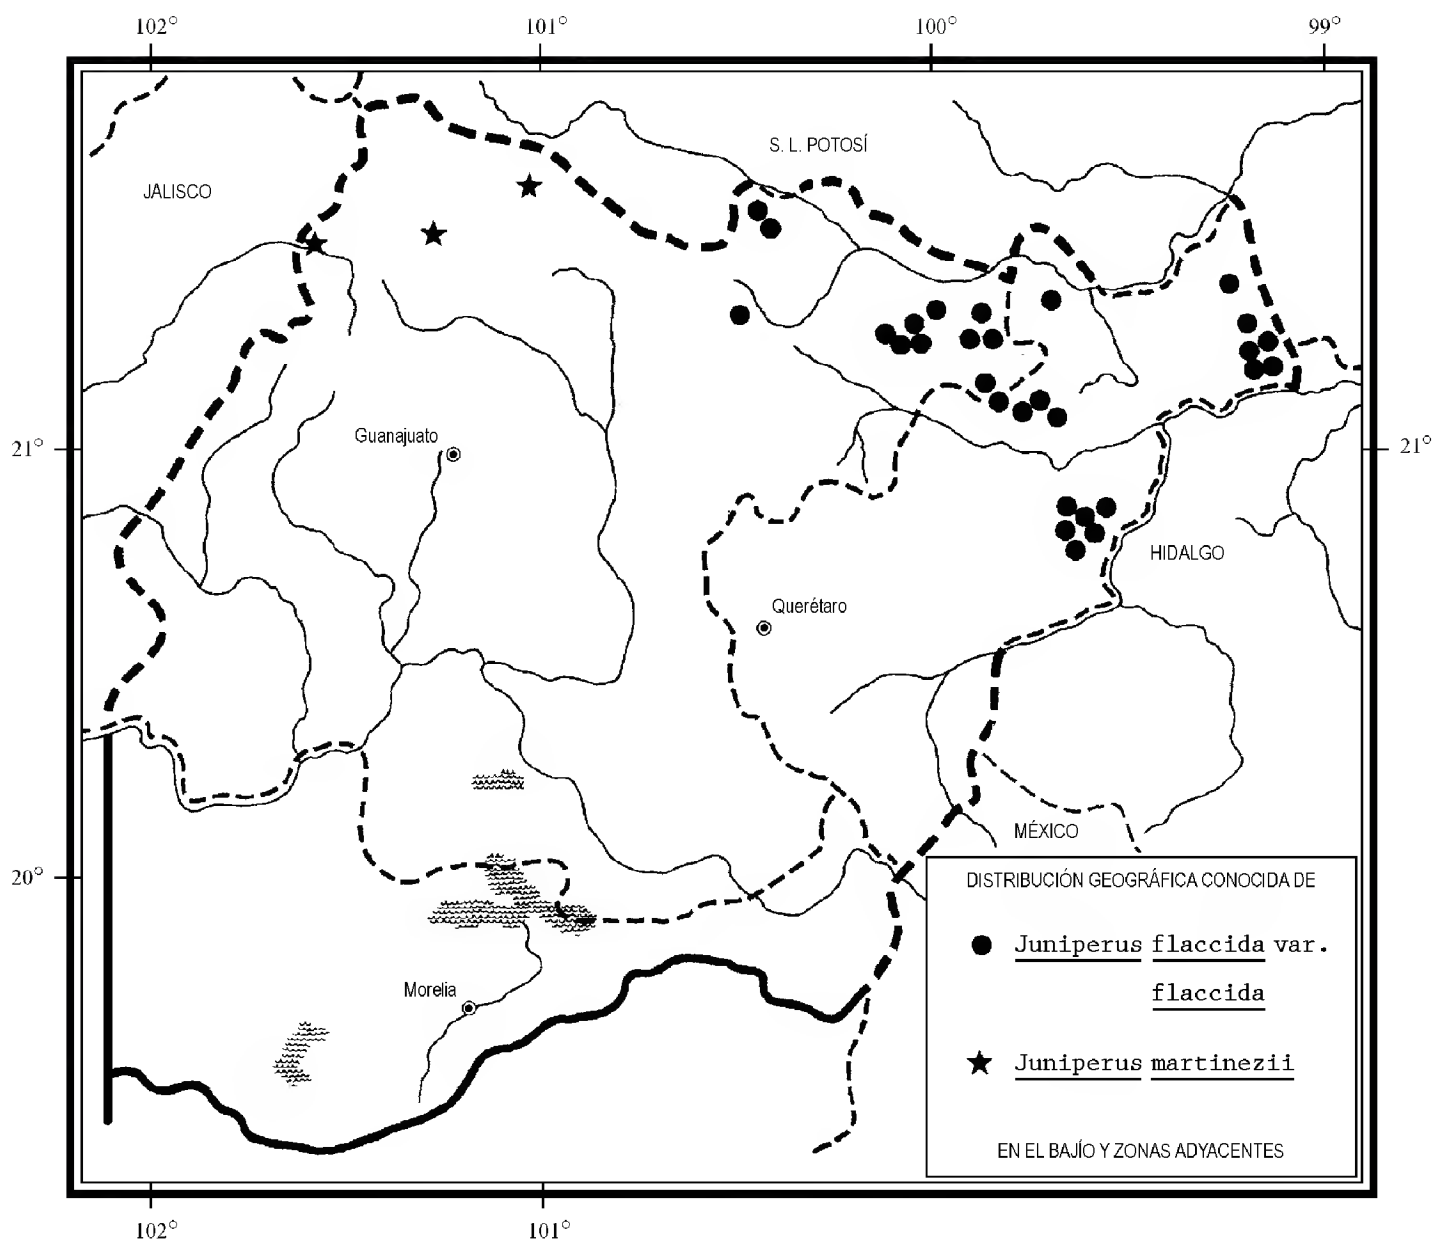 102° 101° 100° 99°
S. L. POTOSÍ
JALISCO
Guanajuato
21° 21°
HIDALGO
Querétaro
MÉXICO
20°
DISTRIBUCIÓN GEOGRÁFICA CONOCIDA DE
Juniperus flaccida var.
flaccida
Morelia
Juniperus martinezii
EN EL BAJÍO Y ZONAS ADYACENTES
102° 101°